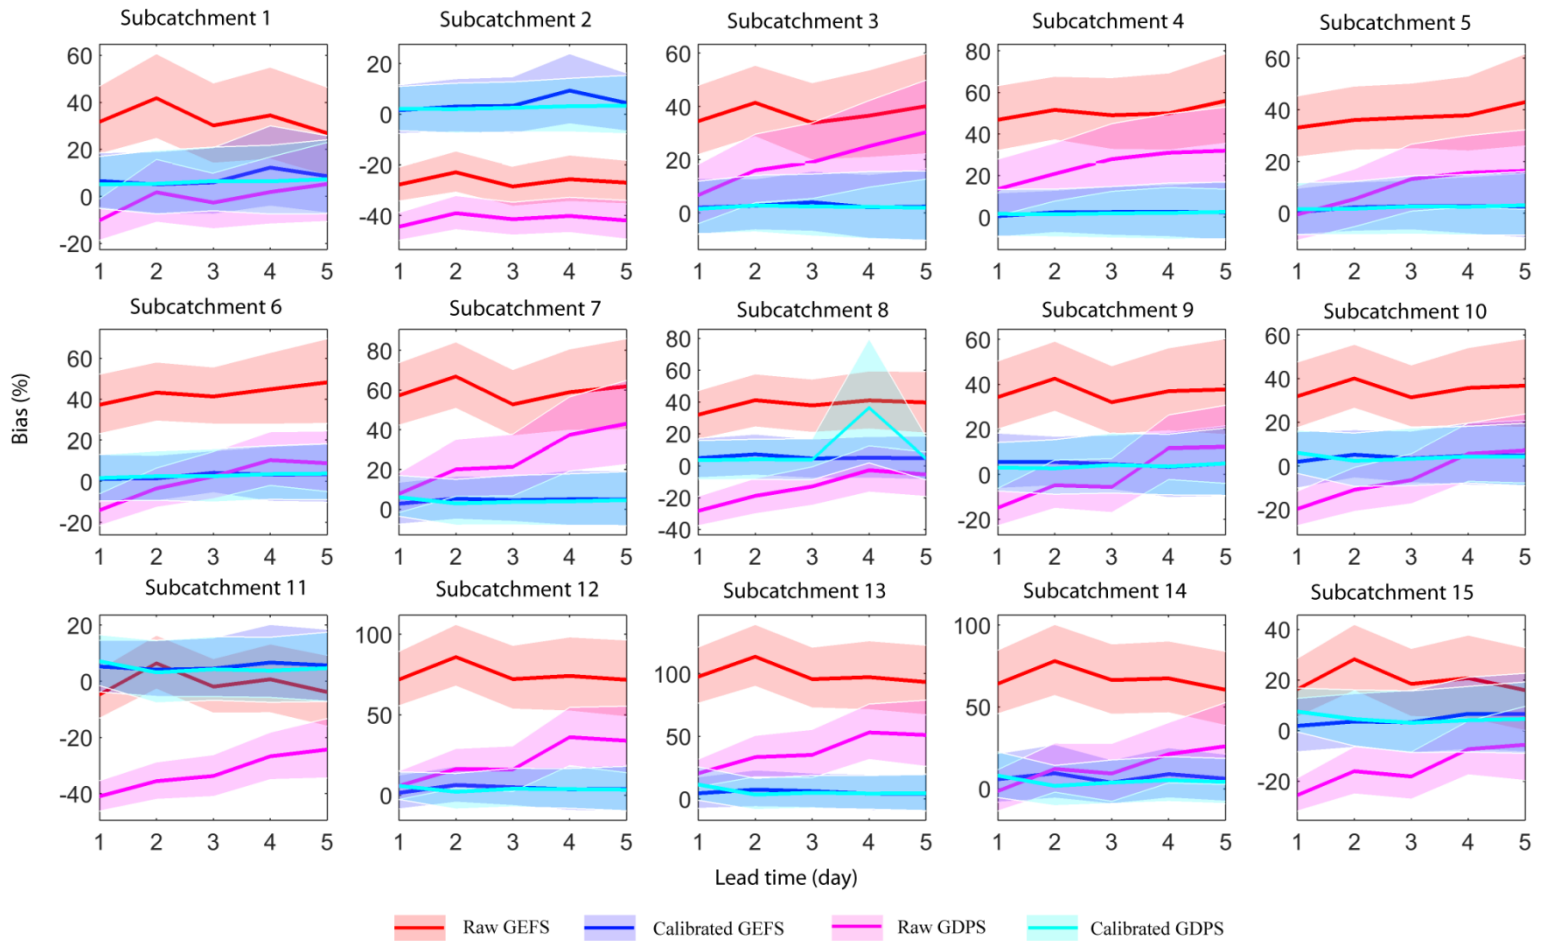 Subcatchment 1
Subcatchment 2
Subcatchment 3
Subcatchment 4
Subcatchment 5
60
40
20
0
-20
1 2 3 4 5
20
0
-20
-40
1 2 3 4 5
60
40
20
0
1 2 3 4 5
80
60
40
20
0
1 2 3 4 5
60
40
20
0
1 2 3 4 5
Bias (%)
Subcatchment 6
Subcatchment 7
Subcatchment 8
Subcatchment 9
Subcatchment 10
60
40
20
0
-20
1 2 3 4 5
80
60
40
20
0
1 2 3 4 5
80
60
40
20
0
-20
-40
1 2 3 4 5
60
40
20
0
-20
1 2 3 4 5
60
40
20
0
-20
1 2 3 4 5
Subcatchment 11
Subcatchment 12
Subcatchment 13
Subcatchment 14
Subcatchment 15
20
0
-20
-40
1 2 3 4 5
100
50
0
1 2 3 4 5
100
50
0
1 2 3 4 5
100
50
0
1 2 3 4 5
40
20
0
-20
1 2 3 4 5
Lead time (day)
Raw GEFS Calibrated GEFS Raw GDPS Calibrated GDPS